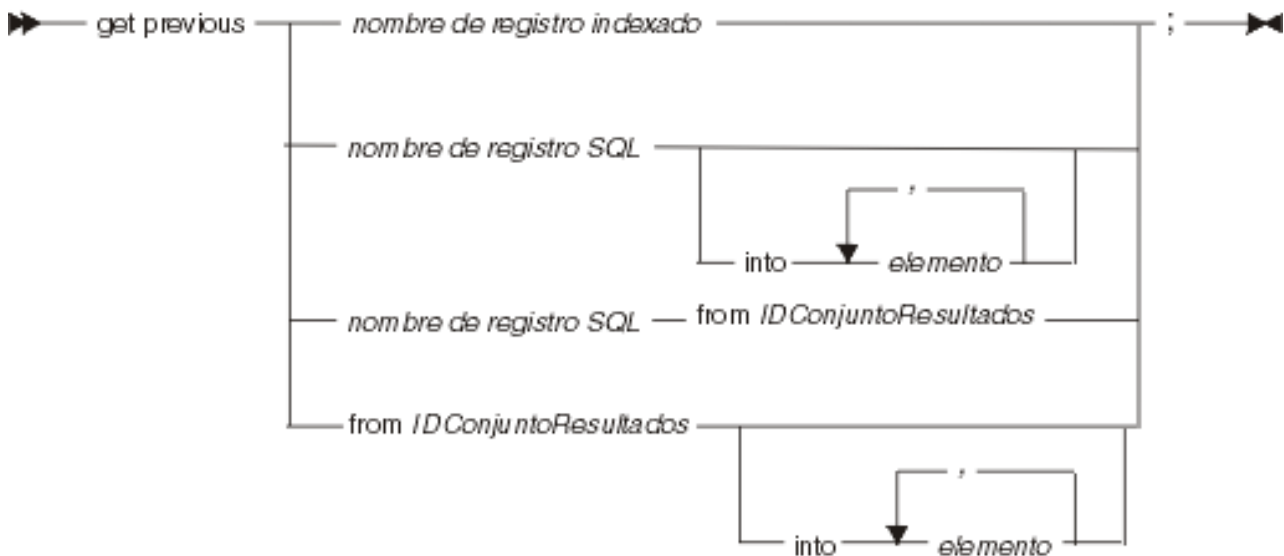 get previous nombre de registro indexado ;
nombre de registro SQL
,
into elemento
nombre de registro SQL from IDConjuntoResultados
from IDConjuntoResultados
,
into elemento